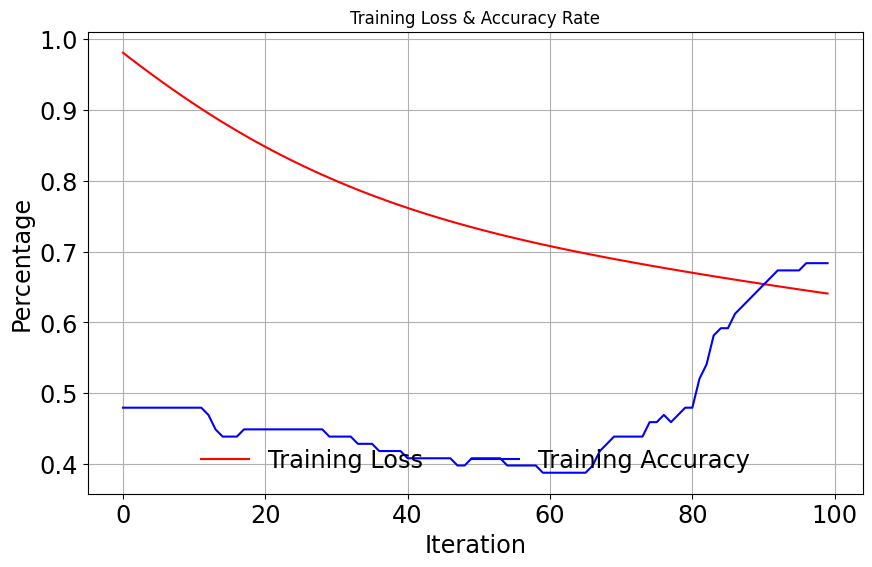 Training Loss & Accuracy Rate
1.0
0.9
0.8
0.7
0.6
0.5
0.4
Percentage
Training Loss
Training Accuracy
0 20 40 60 80 100
Iteration